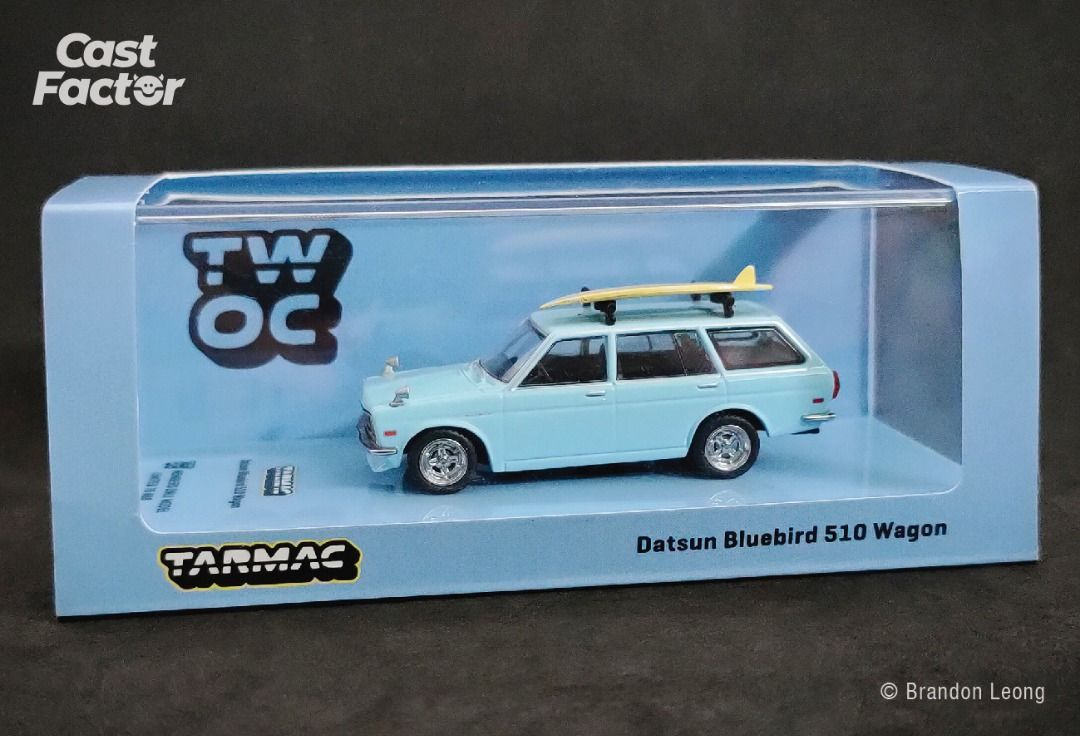 Cast
Factor
TW
OC
TARMAC
Datsun Bluebird 510 Wagon
© Brandon Leong